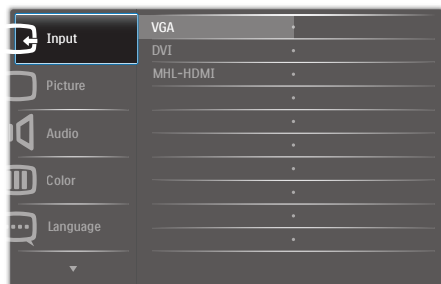 Input
Picture
Audio
Color
Language
VGA
DVI
MHL-HDMI